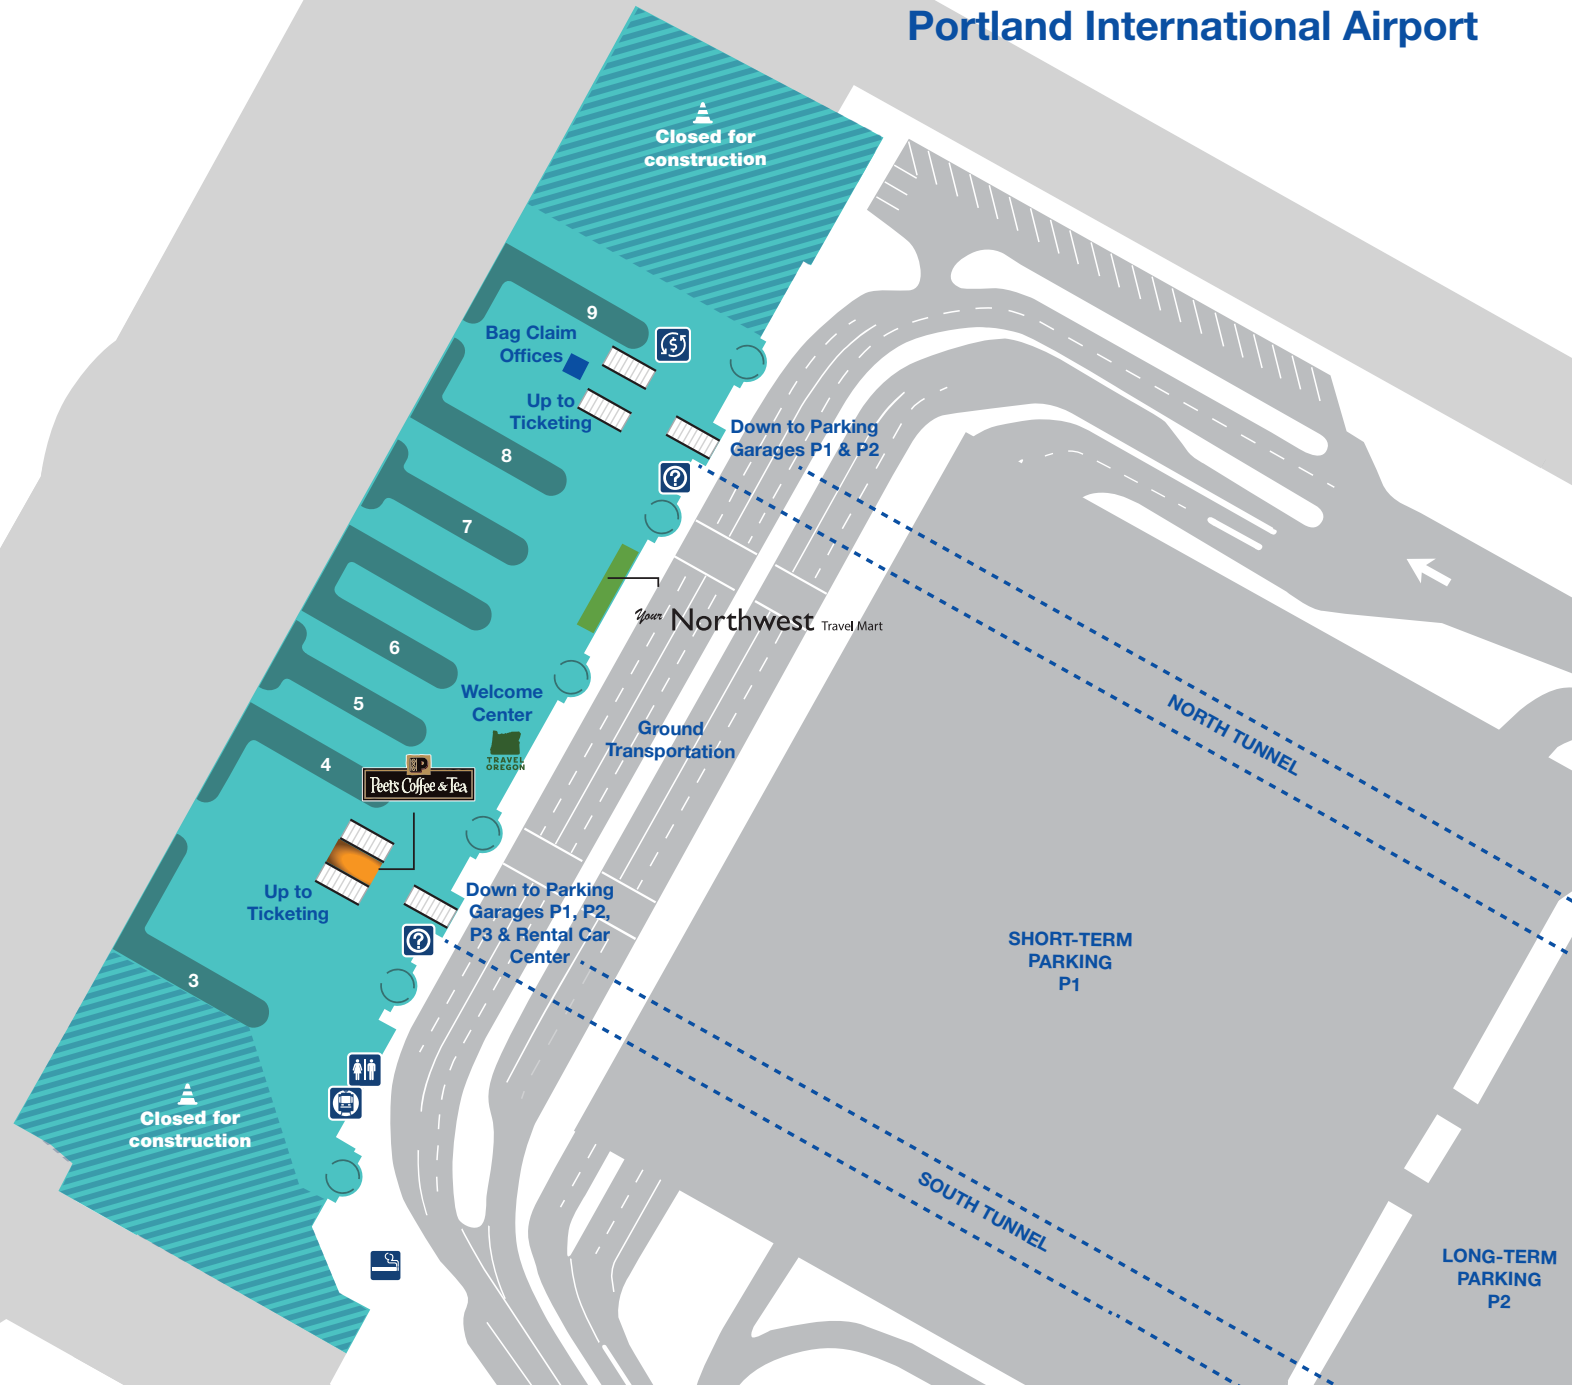 Portland International Airport
Closed for
construction
9
Bag Claim
Offices
$
Up to
Ticketing
Down to Parking
Garages P1 & P2
8
?
7
Your Northwest Travel Mart
6
5
Welcome
Center
TRAVEL
OREGON
Ground
Transportation
NORTH TUNNEL
4
Peet's Coffee & Tea
Up to
Ticketing
Down to Parking
Garages P1, P2,
P3 & Rental Car
Center
?
SHORT-TERM
PARKING
P1
3
Closed for
construction
SOUTH TUNNEL
LONG-TERM
PARKING
P2